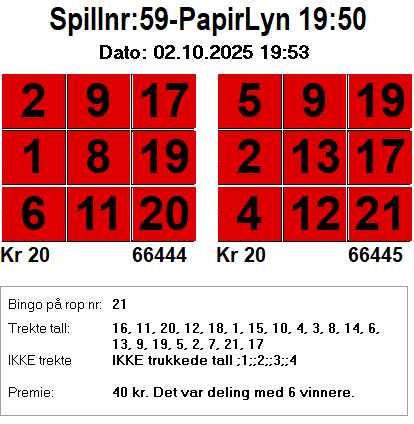 Spillnr:59-PapirLyn 19:50
Dato: 02.10.2025 19:53
2 9 17 5 9 19
1 8 19 2 13 17
6 11 20 4 12 21
Kr 20 66444 Kr 20 66445
Bingo på rop nr: 21
Trekte tall: 16, 11, 20, 12, 18, 1, 15, 10, 4, 3, 8, 14, 6,
13, 9, 19, 5, 2, 7, 21, 17
IKKE trekte IKKE trukkede tall ;1;;2;;3;;4
Premie: 40 kr. Det var deling med 6 vinnere.